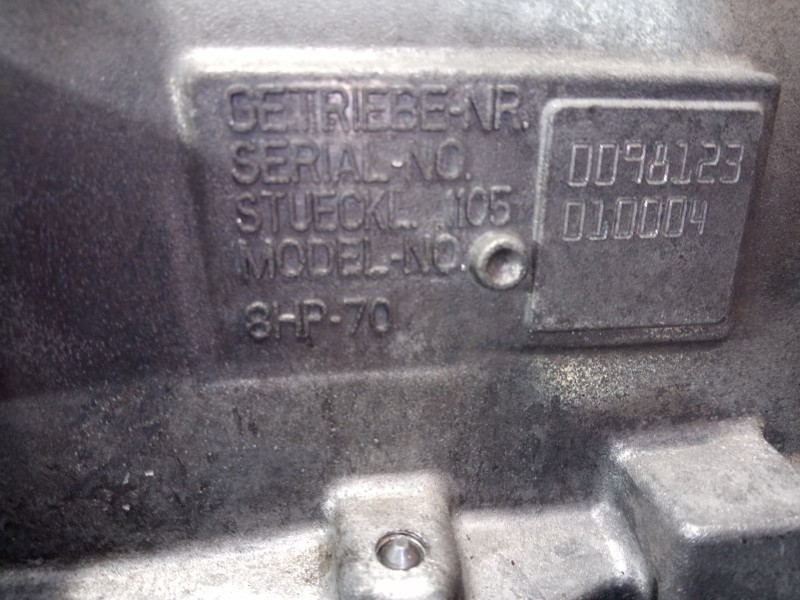 GETRIEBE-NR.
SERIAL-NO. 0098123
STUECKL. 1105 010004
MODEL-NO.
8HP-70